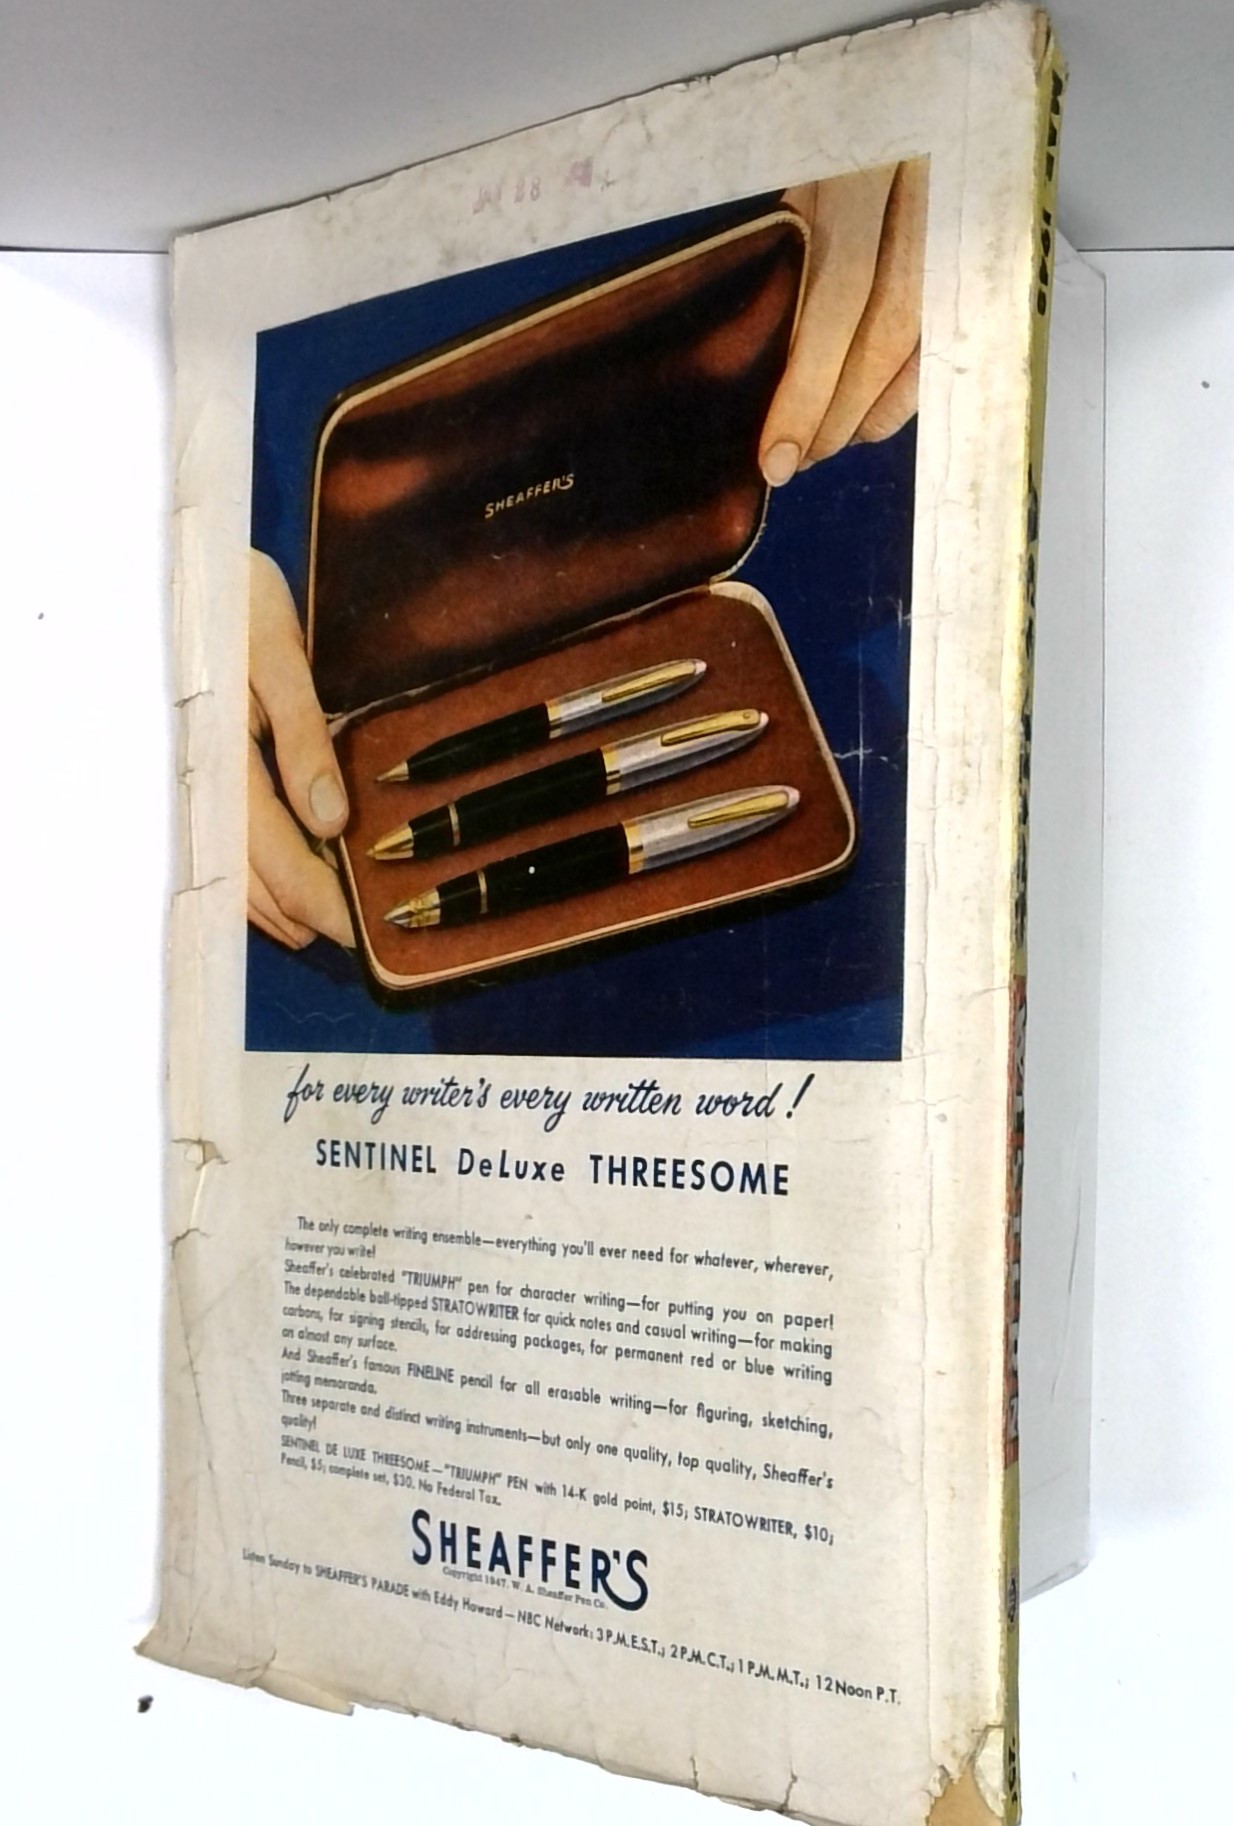 SHEAFFER'S
for every writer's every written word!
SENTINEL DeLuxe THREESOME
The only complete writing ensemble—everything you'll ever need for whatever, wherever,
however you write!
Sheaffer's celebrated "TRIUMPH" pen for character writing—for putting you on paper!
The dependable ball-tipped STRATOWRITER for quick notes and casual writing—for making
carbons, for signing stencils, for addressing packages, for permanent red or blue writing
on almost any surface.
And Sheaffer's famous FINELINE pencil for all erasable writing—for figuring, sketching,
jotting memoranda.
Three separate and distinct writing instruments—but only one quality, top quality, Sheaffer's
quality!
SENTINEL DE LUXE THREESOME—"TRIUMPH" PEN with 14-K gold point, $15; STRATOWRITER, $10;
Pencil, $5; complete set, $30. No Federal Tax.
SHEAFFER'S
Copyright 1947, W. A. Sheaffer Pen Co.
Listen Sunday to SHEAFFER'S PARADE with Eddy Howard—NBC Network: 3 P.M. E.S.T.; 2 P.M. C.T.; 1 P.M. M.T.; 12 Noon P.T.